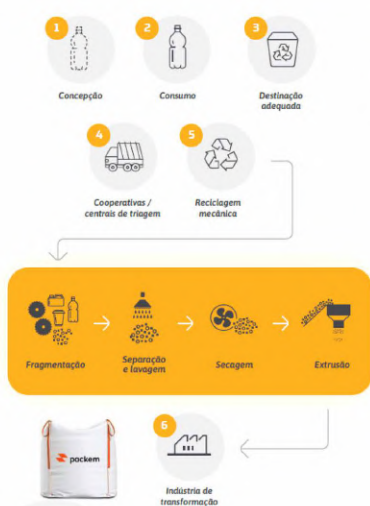 1
Concepção
2
Consumo
3
Destinação
adequada
4
Cooperativas /
centrais de triagem
5
Reciclagem
mecânica
Fragmentação
Separação
e lavagem
Secagem
Extrusão
packem
6
Indústria de
transformação